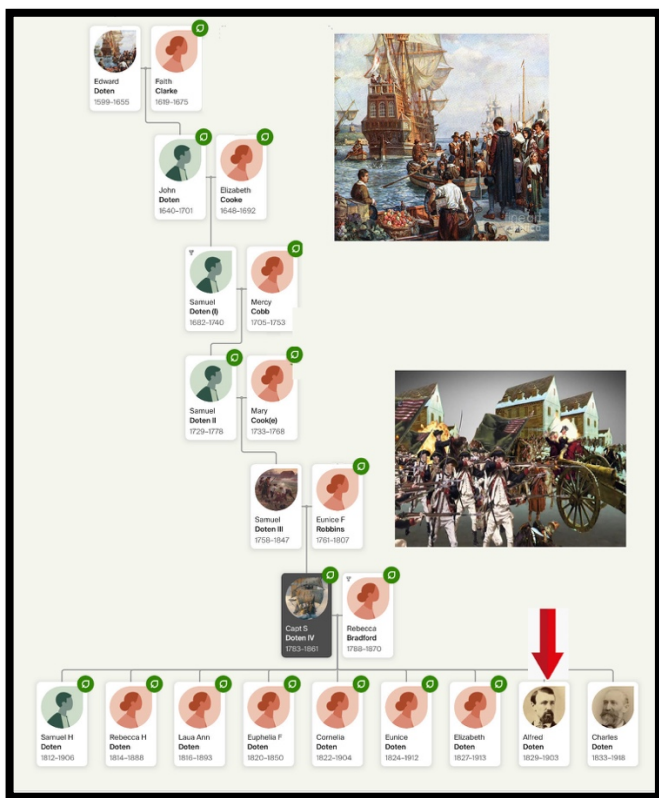 Edward
Doten
1599-1655
Faith
Clarke
1619-1675
John
Doten
1640-1701
Elizabeth
Cooke
1648-1692
Samuel
Doten (I)
1682-1740
Mercy
Cobb
1705-1753
Samuel
Doten II
1729-1778
Mary
Cook(e)
1733-1768
Samuel
Doten III
1759-1847
Eunice F
Robbins
1761-1807
Capt S
Doten IV
1783-1861
Rebecca
Bradford
1788-1870
Samuel H
Doten
1812-1906
Rebecca H
Doten
1814-1888
Laua Ann
Doten
1816-1893
Euphelia F
Doten
1820-1850
Cornelia
Doten
1822-1904
Eunice
Doten
1824-1912
Elizabeth
Doten
1827-1913
Alfred
Doten
1829-1903
Charles
Doten
1833-1918